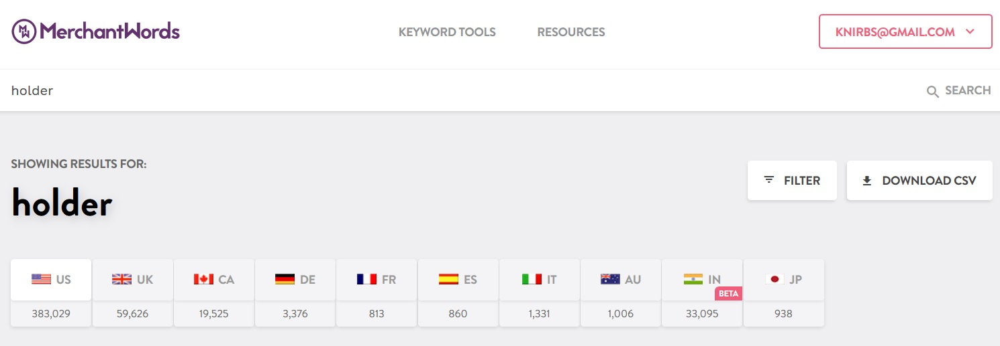 MerchantWords KEYWORD TOOLS RESOURCES KNIRBS@GMAIL.COM
holder SEARCH
SHOWING RESULTS FOR:
holder
FILTER DOWNLOAD CSV
US UK CA DE FR ES IT AU IN JP
BETA
383,029 59,626 19,525 3,376 813 860 1,331 1,006 33,095 938